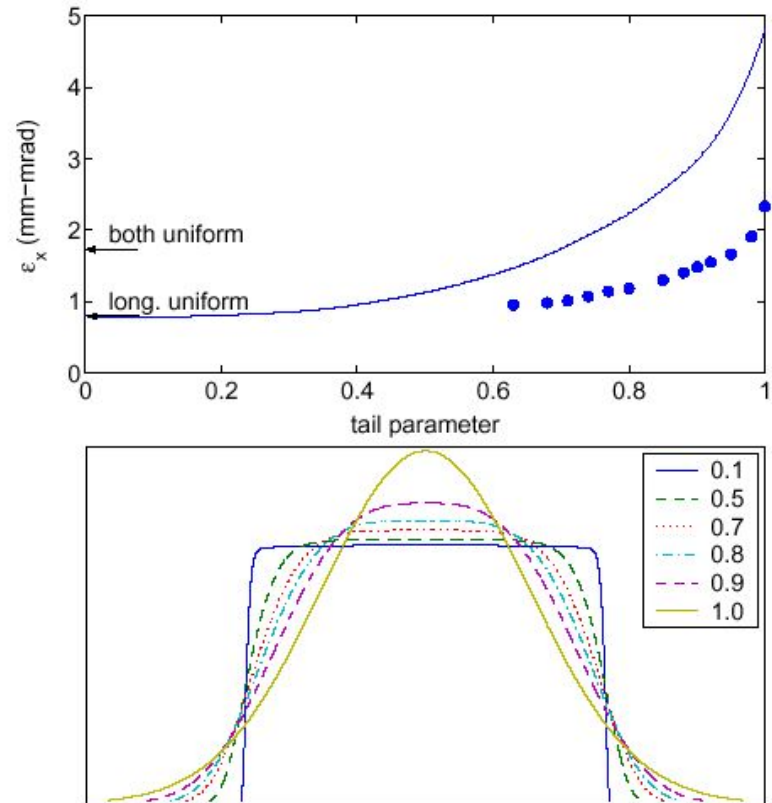 5
4
3
2
1
0
ε_x (mm−mrad)
both uniform
long. uniform
0 0.2 0.4 0.6 0.8 1
tail parameter
0.1
0.5
0.7
0.8
0.9
1.0